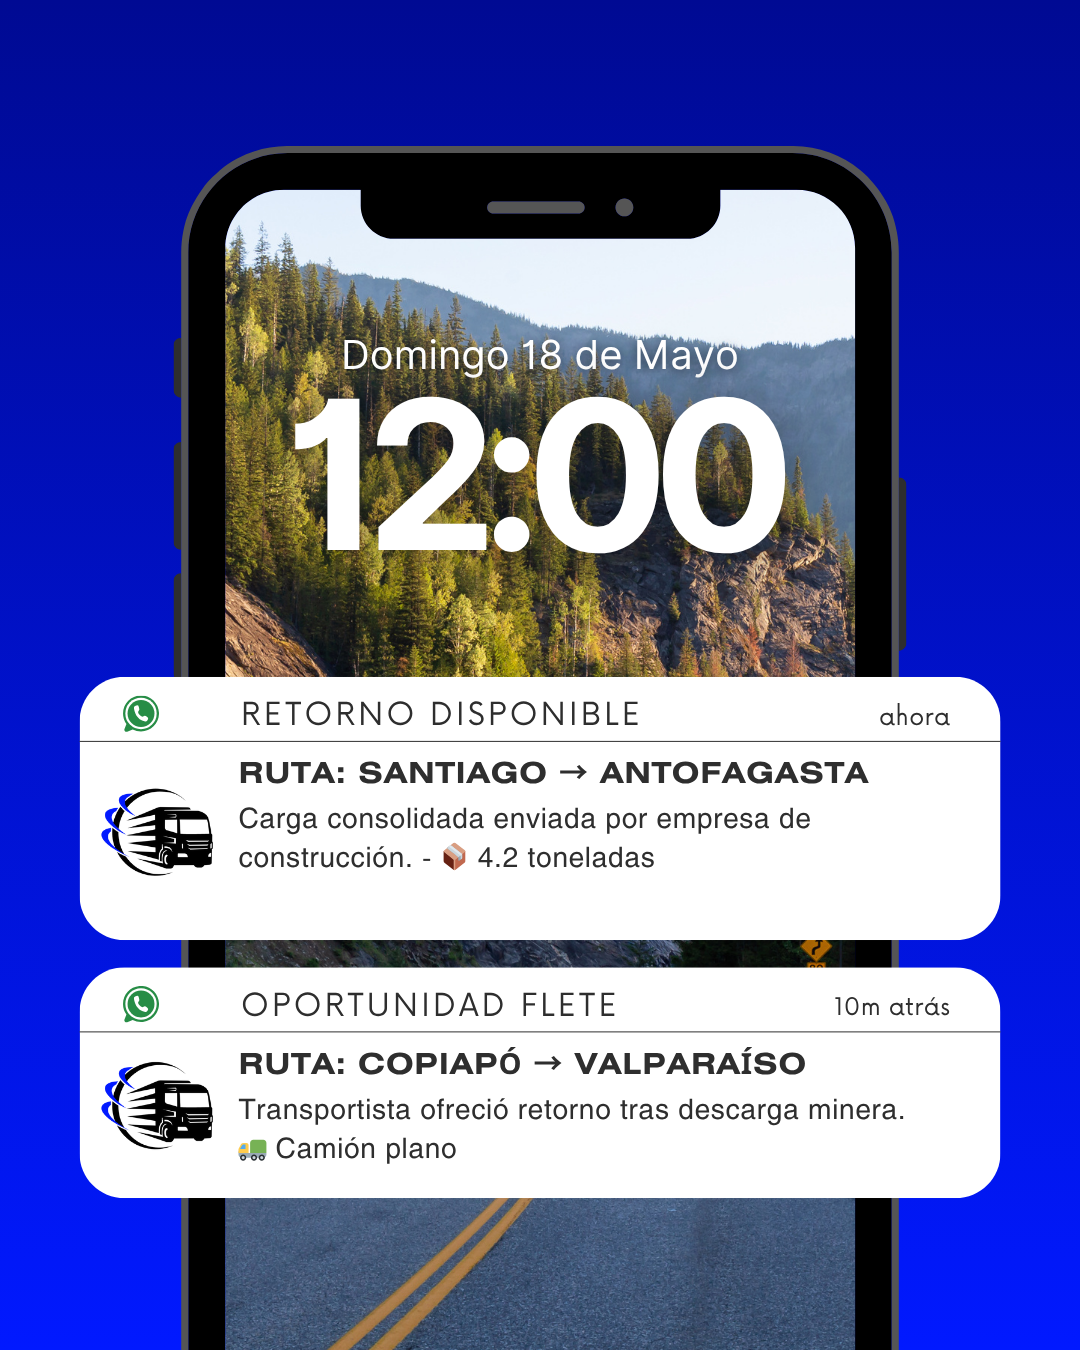 Domingo 18 de Mayo
12:00
RETORNO DISPONIBLE
ahora
RUTA: SANTIAGO → ANTOFAGASTA
Carga consolidada enviada por empresa de
construcción. - 📦 4.2 toneladas
OPORTUNIDAD FLETE
10m atrás
RUTA: COPIAPÓ → VALPARAÍSO
Transportista ofreció retorno tras descarga minera.
🚛 Camión plano